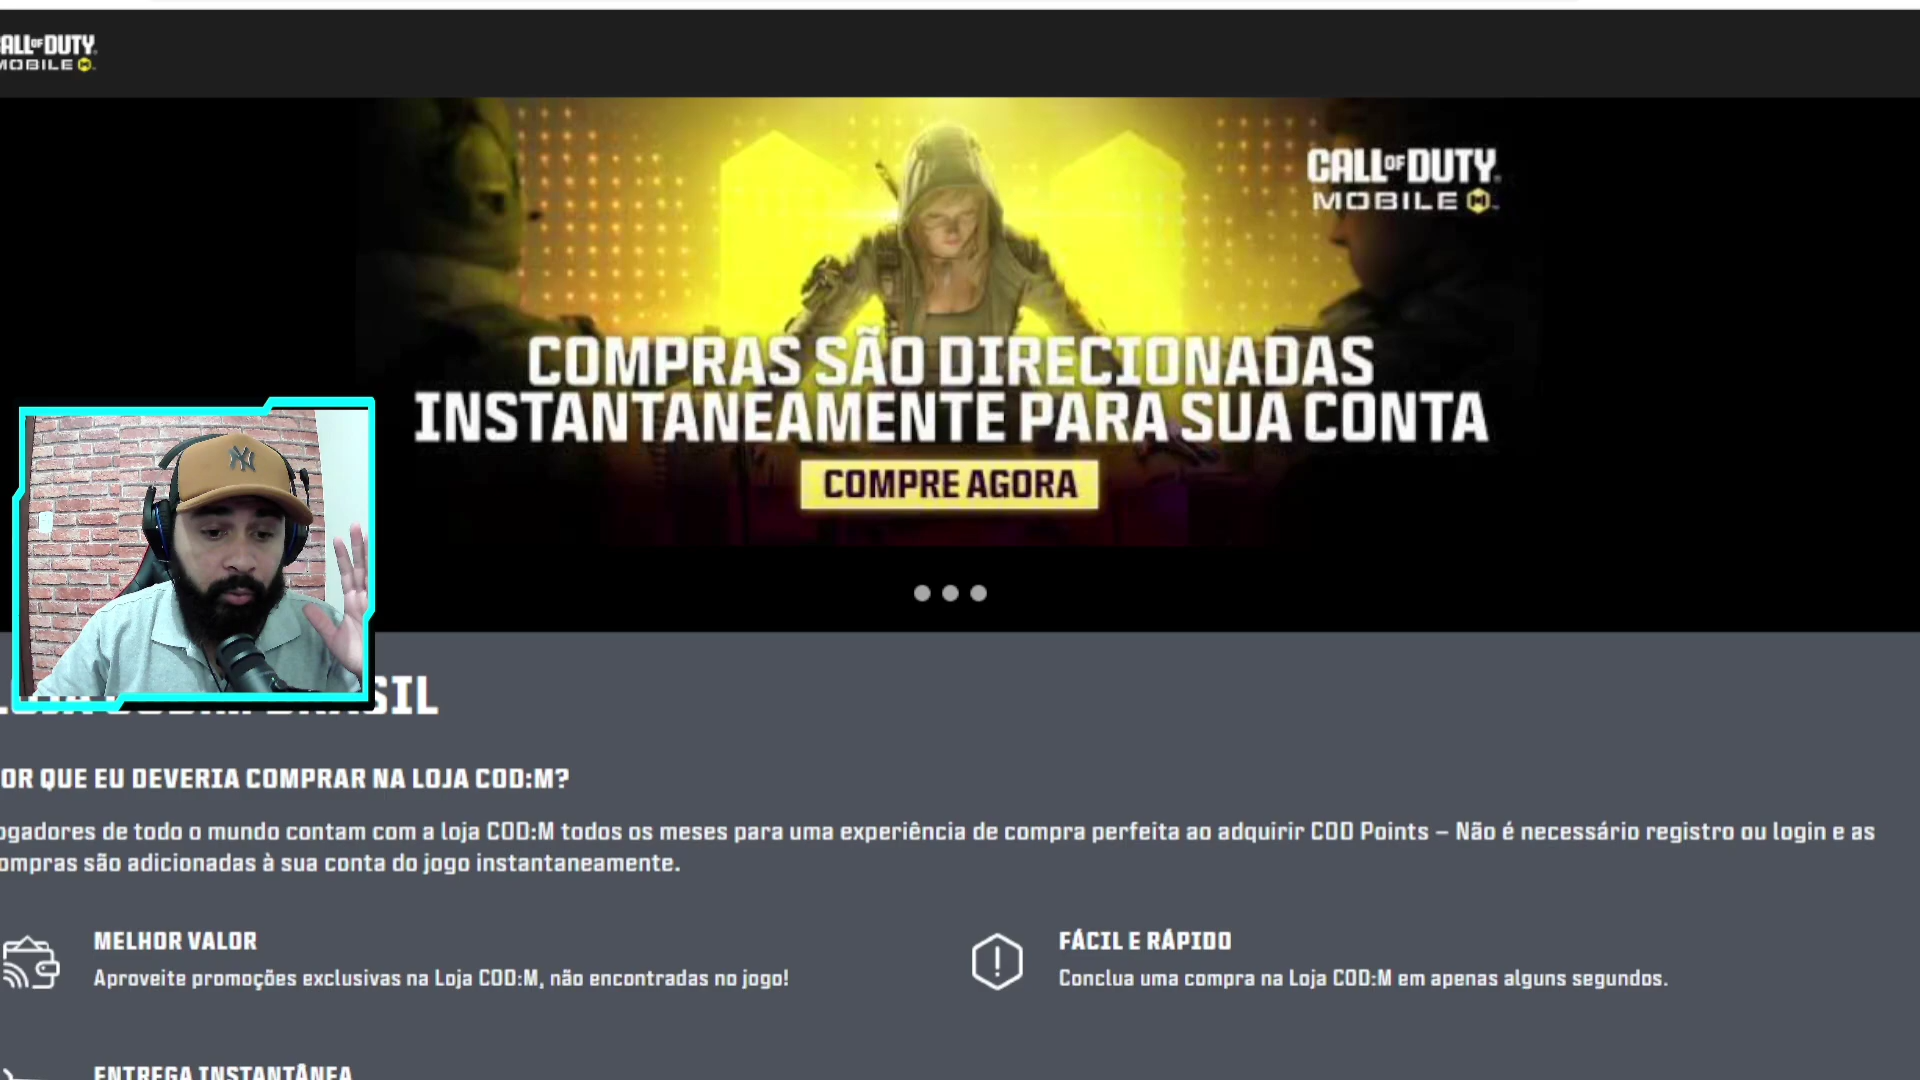 CALL OF DUTY
MOBILE
CALL OF DUTY
MOBILE
COMPRAS SÃO DIRECIONADAS
INSTANTANEAMENTE PARA SUA CONTA
COMPRE AGORA
NY
OR QUE EU DEVERIA COMPRAR NA LOJA COD:M?
ogadores de todo o mundo contam com a loja COD:M todos os meses para uma experiência de compra perfeita ao adquirir COD Points – Não é necessário registro ou login e as
ompras são adicionadas à sua conta do jogo instantaneamente.
MELHOR VALOR
Aproveite promoções exclusivas na Loja COD:M, não encontradas no jogo!
FÁCIL E RÁPIDO
Conclua uma compra na Loja COD:M em apenas alguns segundos.
ENTREGA INSTANTÂNEA